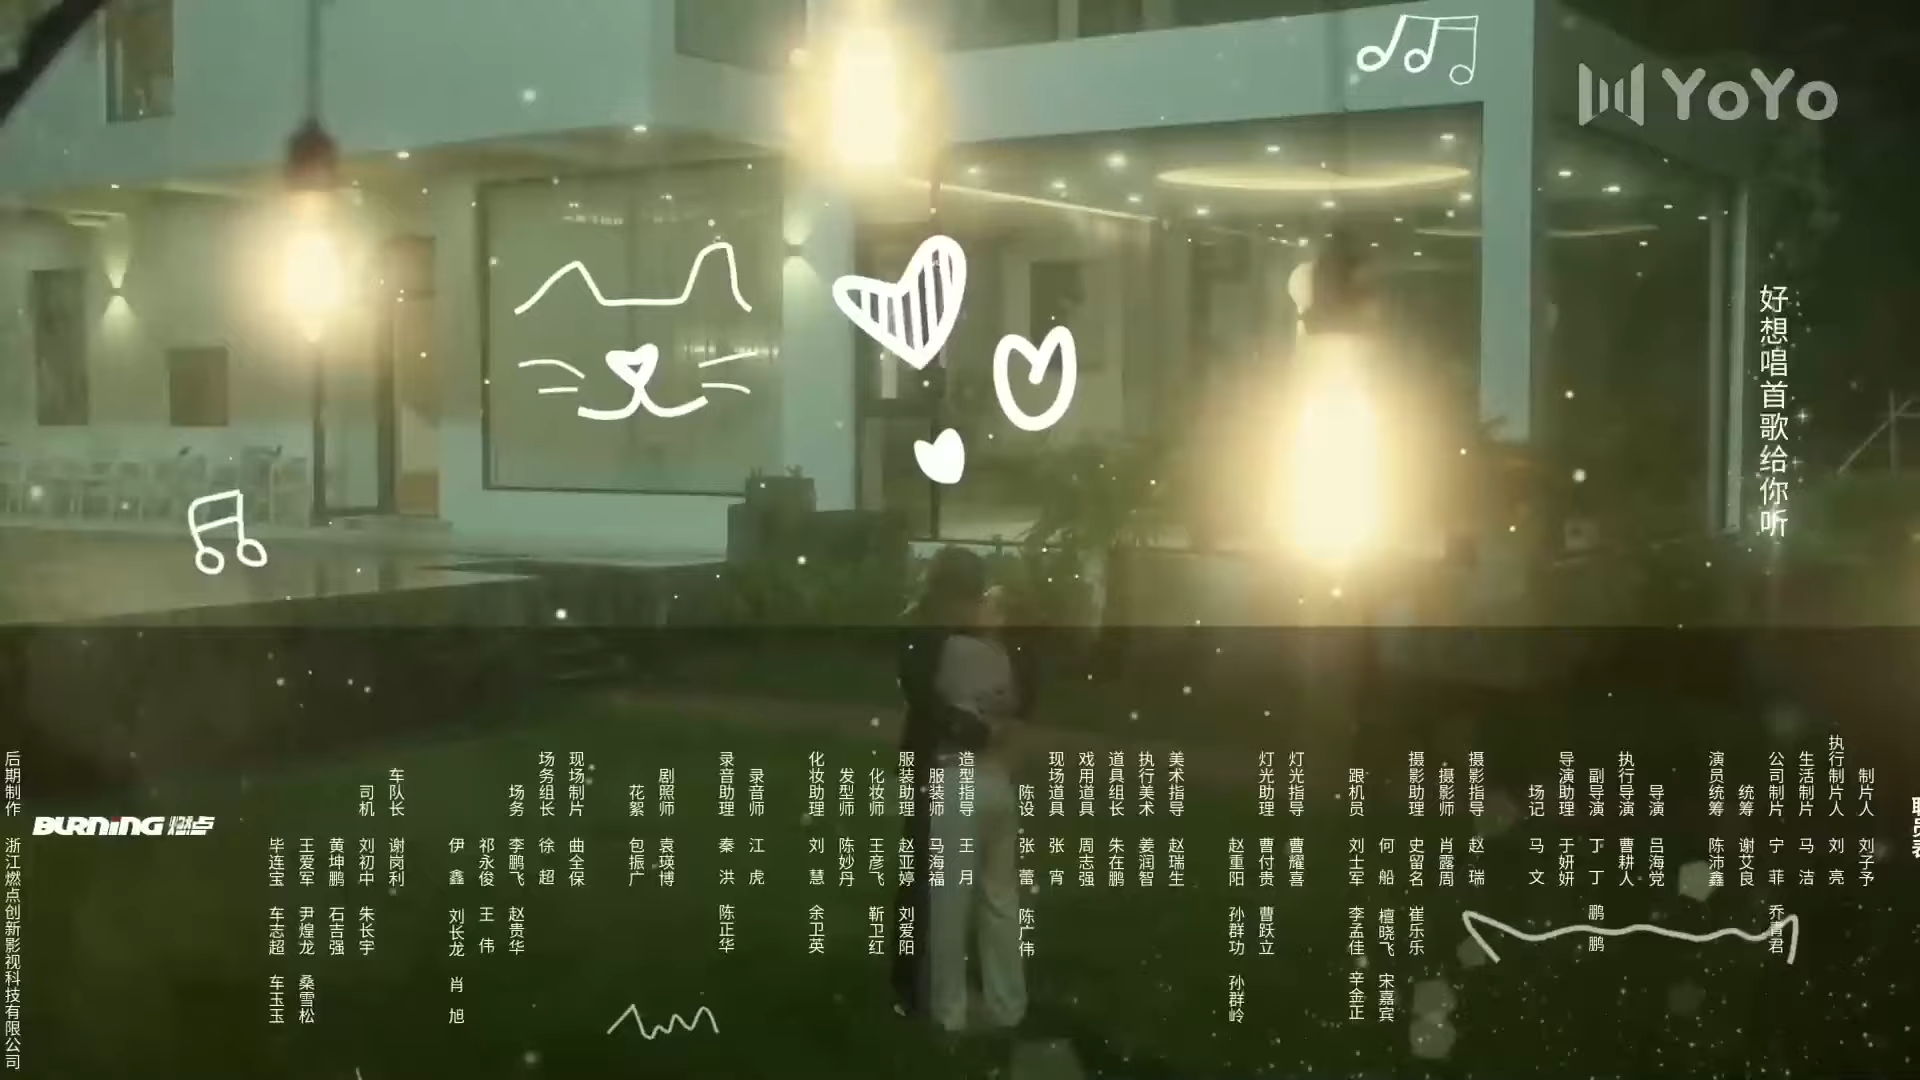 YoYo
好想唱首歌给你听
制片人 刘子予
执行制片人 刘亮
生活制片 马洁
公司制片 宁菲 乔青君
统筹 谢艾良
演员统筹 陈沛鑫
导演 吕海党
执行导演 曹耕人
副导演 丁丁 鹏鹏
导演助理 于妍妍
场记 马文
摄影指导 赵瑞
摄影师 肖露周
摄影助理 史留名 崔乐乐
何船 檀晓飞 宋嘉宾
跟机员 刘士军 李孟佳 辛金正
灯光指导 曹耀喜
灯光助理 曹付贵 曹跃立
赵重阳 孙群功 孙群岭
美术指导 赵瑞生
执行美术 姜润智
道具组长 朱在鹏
戏用道具 周志强
现场道具 张宵
陈设 张蕾 陈广伟
造型指导 王月
服装师 马海福
服装助理 赵亚婷 刘爱阳
化妆师 王彦飞 靳卫红
发型师 陈妙丹
化妆助理 刘慧 余卫英
录音师 江虎
录音助理 秦洪 陈正华
剧照师 袁瑛博
花絮 包振广
现场制片 曲全保
场务组长 徐超
场务 李鹏飞 赵贵华
祁永俊 王伟
伊鑫 刘长龙 肖旭
车队长 谢岗利
司机 刘初中 朱长宇
黄坤鹏 石吉强
王爱军 尹煌龙 桑雪松
毕连宝 车志超 车玉玉
BURNING 燃点
后期制作 浙江燃点创新影视科技有限公司